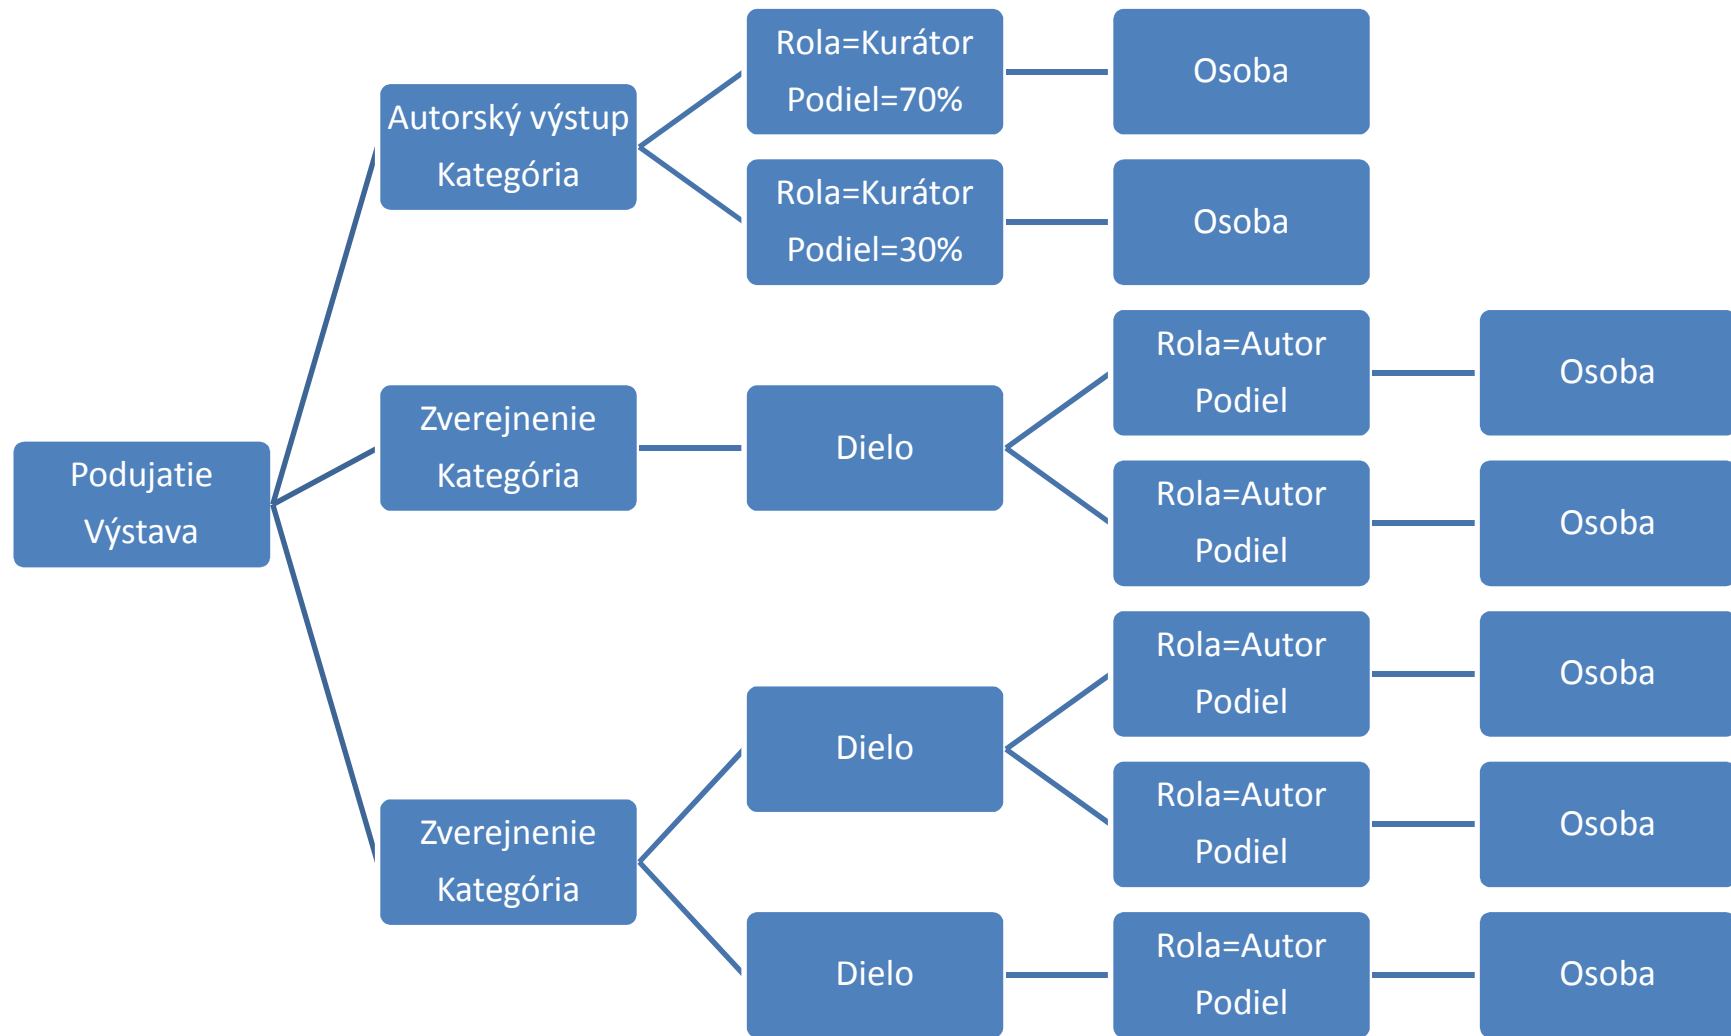 Podujatie
Výstava
Autorský výstup
Kategória
Rola=Kurátor
Podiel=70%
Osoba
Rola=Kurátor
Podiel=30%
Osoba
Zverejnenie
Kategória
Dielo
Rola=Autor
Podiel
Osoba
Rola=Autor
Podiel
Osoba
Zverejnenie
Kategória
Dielo
Rola=Autor
Podiel
Osoba
Rola=Autor
Podiel
Osoba
Dielo
Rola=Autor
Podiel
Osoba